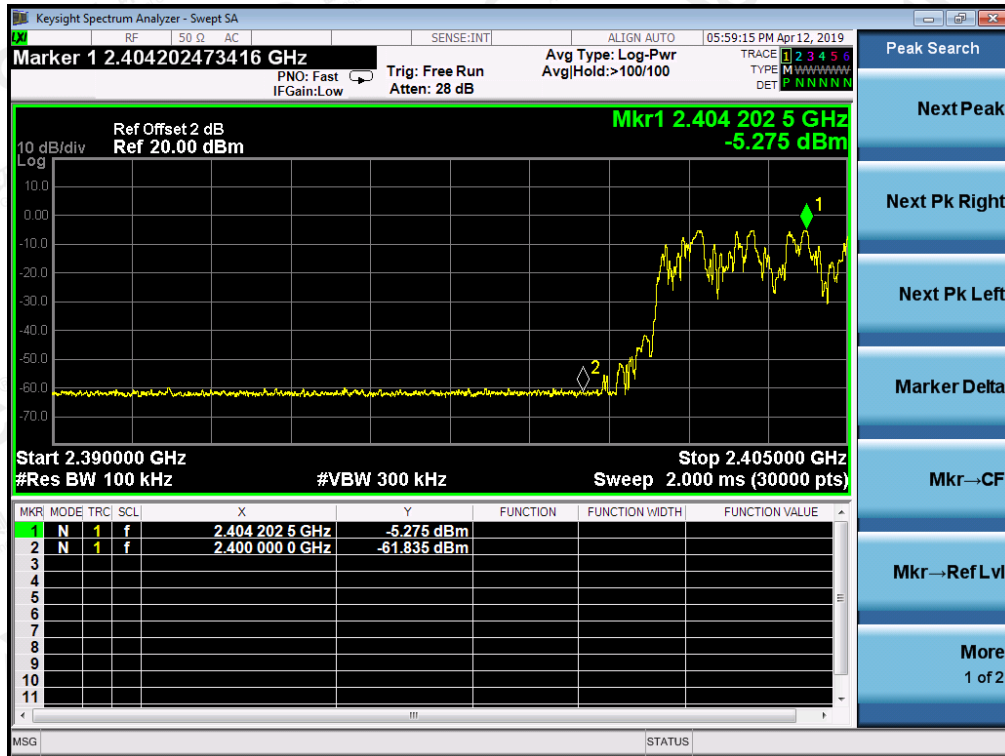 Keysight Spectrum Analyzer - Swept SA
LXI RF 50 Ω AC SENSE:INT ALIGN AUTO 05:59:15 PM Apr 12, 2019
Marker 1 2.404202473416 GHz
PNO: Fast
IFGain:Low
Trig: Free Run
Atten: 28 dB
Avg Type: Log-Pwr
Avg|Hold:>100/100
TRACE 1 2 3 4 5 6
TYPE M WWWWW
DET P N N N N N
Mkr1 2.404 202 5 GHz
-5.275 dBm
Ref Offset 2 dB
10 dB/div Ref 20.00 dBm
Log
10.0
0.00
-10.0
-20.0
-30.0
-40.0
-50.0
-60.0
-70.0
1
2
Start 2.390000 GHz Stop 2.405000 GHz
#Res BW 100 kHz #VBW 300 kHz Sweep 2.000 ms (30000 pts)
MKR MODE TRC SCL X Y FUNCTION FUNCTION WIDTH FUNCTION VALUE
1 N 1 f 2.404 202 5 GHz -5.275 dBm
2 N 1 f 2.400 000 0 GHz -61.835 dBm
3
4
5
6
7
8
9
10
11
MSG STATUS
Peak Search
Next Peak
Next Pk Right
Next Pk Left
Marker Delta
Mkr→CF
Mkr→Ref Lvl
More
1 of 2